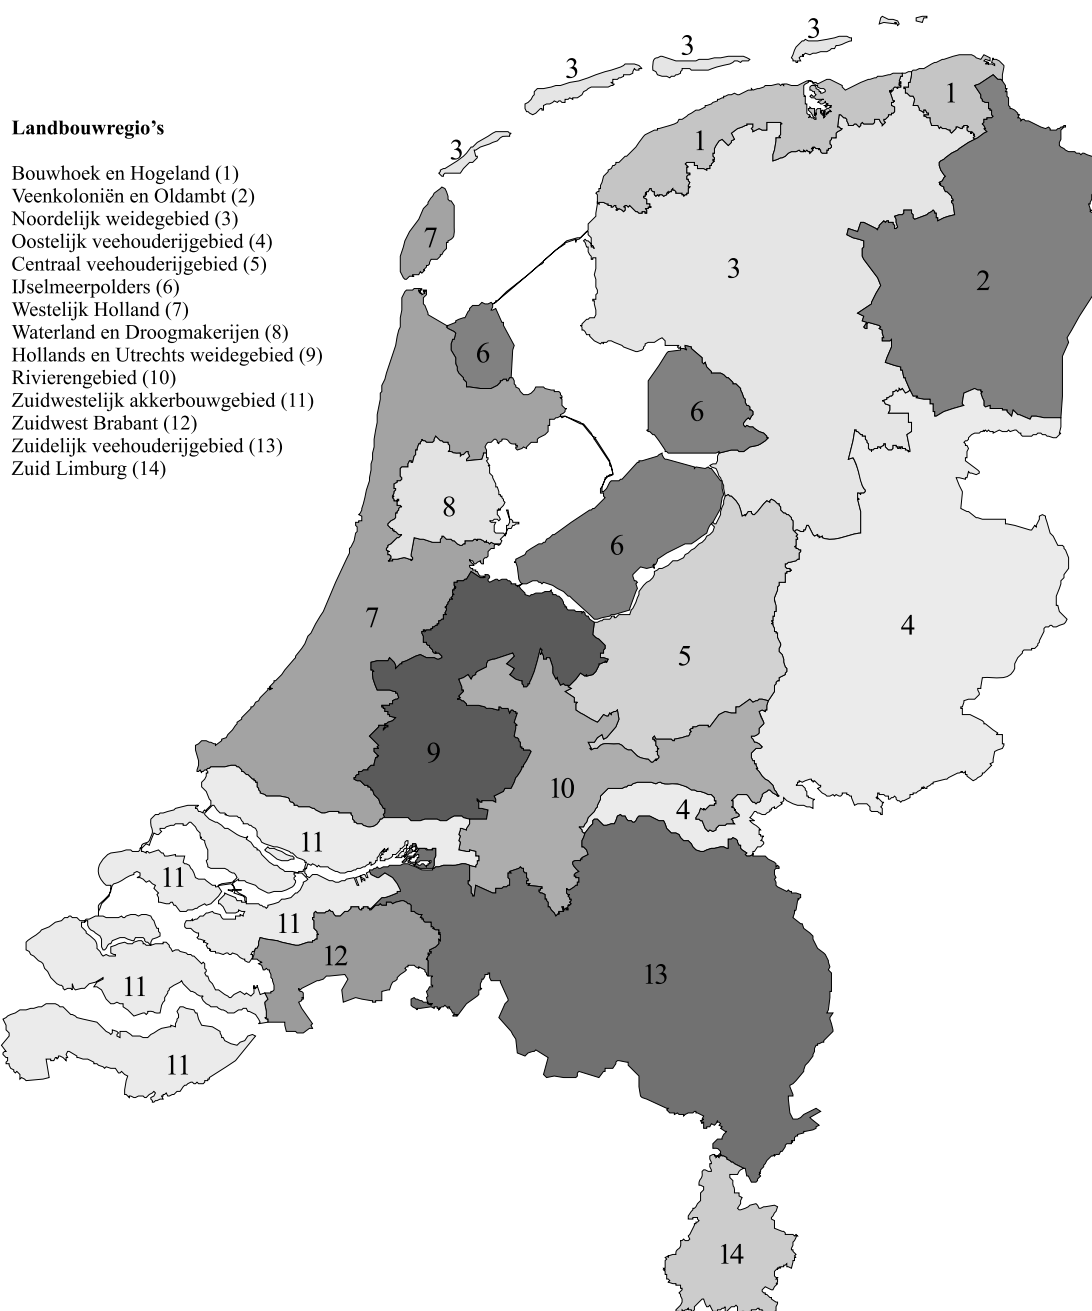 Landbouwregio’s
Bouwhoek en Hogeland (1)
Veenkoloniën en Oldambt (2)
Noordelijk weidegebied (3)
Oostelijk veehouderijgebied (4)
Centraal veehouderijgebied (5)
IJselmeerpolders (6)
Westelijk Holland (7)
Waterland en Droogmakerijen (8)
Hollands en Utrechts weidegebied (9)
Rivierengebied (10)
Zuidwestelijk akkerbouwgebied (11)
Zuidwest Brabant (12)
Zuidelijk veehouderijgebied (13)
Zuid Limburg (14)
3
3
3
3
1
1
7
3
2
6
6
8
6
7
5
4
9
10
4
11
11
11
12
13
11
11
14